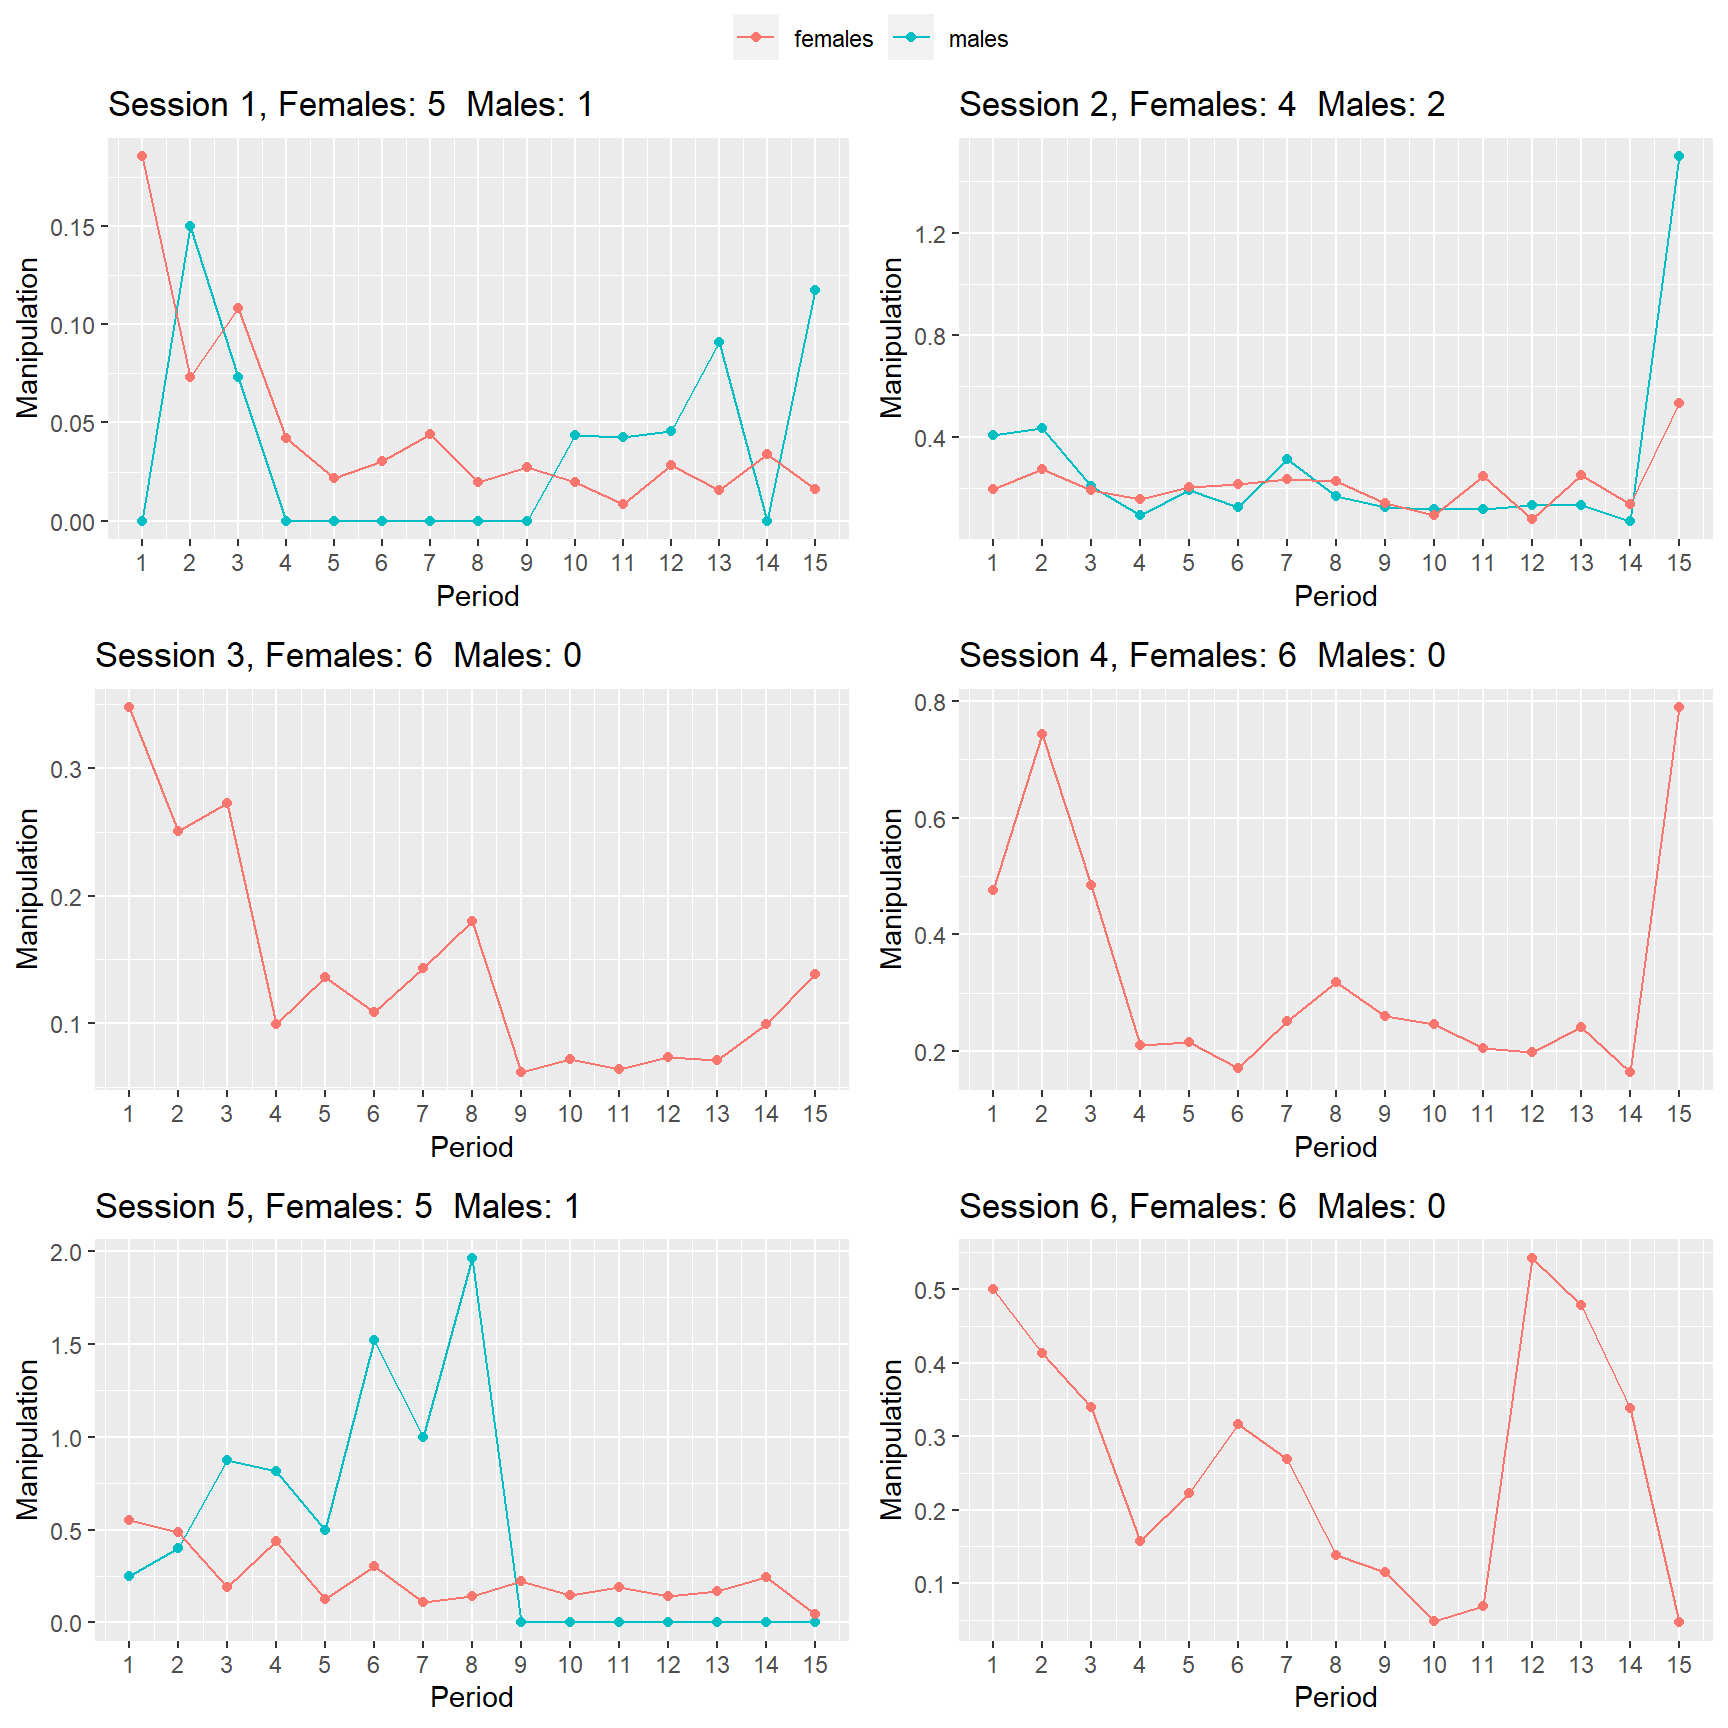 females males
Session 1, Females: 5  Males: 1
Manipulation
0.15
0.10
0.05
0.00
1 2 3 4 5 6 7 8 9 10 11 12 13 14 15
Period
Session 2, Females: 4  Males: 2
Manipulation
1.2
0.8
0.4
1 2 3 4 5 6 7 8 9 10 11 12 13 14 15
Period
Session 3, Females: 6  Males: 0
Manipulation
0.3
0.2
0.1
1 2 3 4 5 6 7 8 9 10 11 12 13 14 15
Period
Session 4, Females: 6  Males: 0
Manipulation
0.8
0.6
0.4
0.2
1 2 3 4 5 6 7 8 9 10 11 12 13 14 15
Period
Session 5, Females: 5  Males: 1
Manipulation
2.0
1.5
1.0
0.5
0.0
1 2 3 4 5 6 7 8 9 10 11 12 13 14 15
Period
Session 6, Females: 6  Males: 0
Manipulation
0.5
0.4
0.3
0.2
0.1
1 2 3 4 5 6 7 8 9 10 11 12 13 14 15
Period